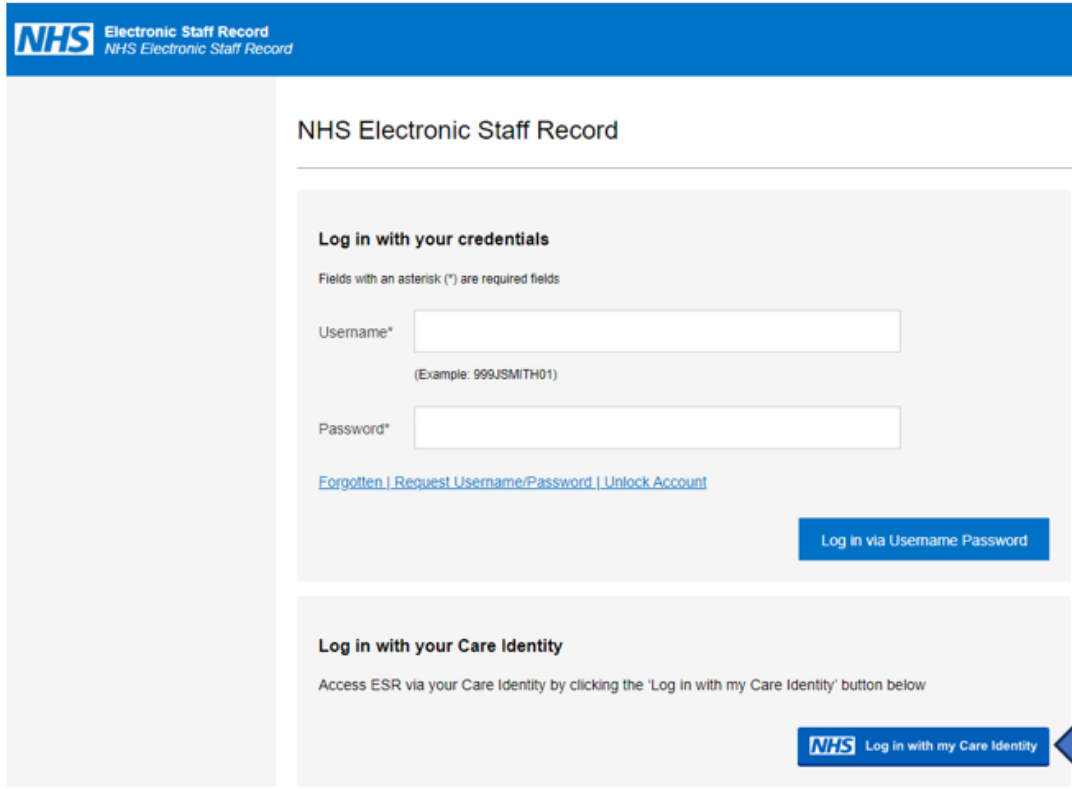 NHS Electronic Staff Record
NHS Electronic Staff Record
NHS Electronic Staff Record
Log in with your credentials
Fields with an asterisk (*) are required fields
Username*
(Example: 999JSMITH01)
Password*
Forgotten | Request Username/Password | Unlock Account
Log in via Username Password
Log in with your Care Identity
Access ESR via your Care Identity by clicking the 'Log in with my Care Identity' button below
NHS Log in with my Care Identity